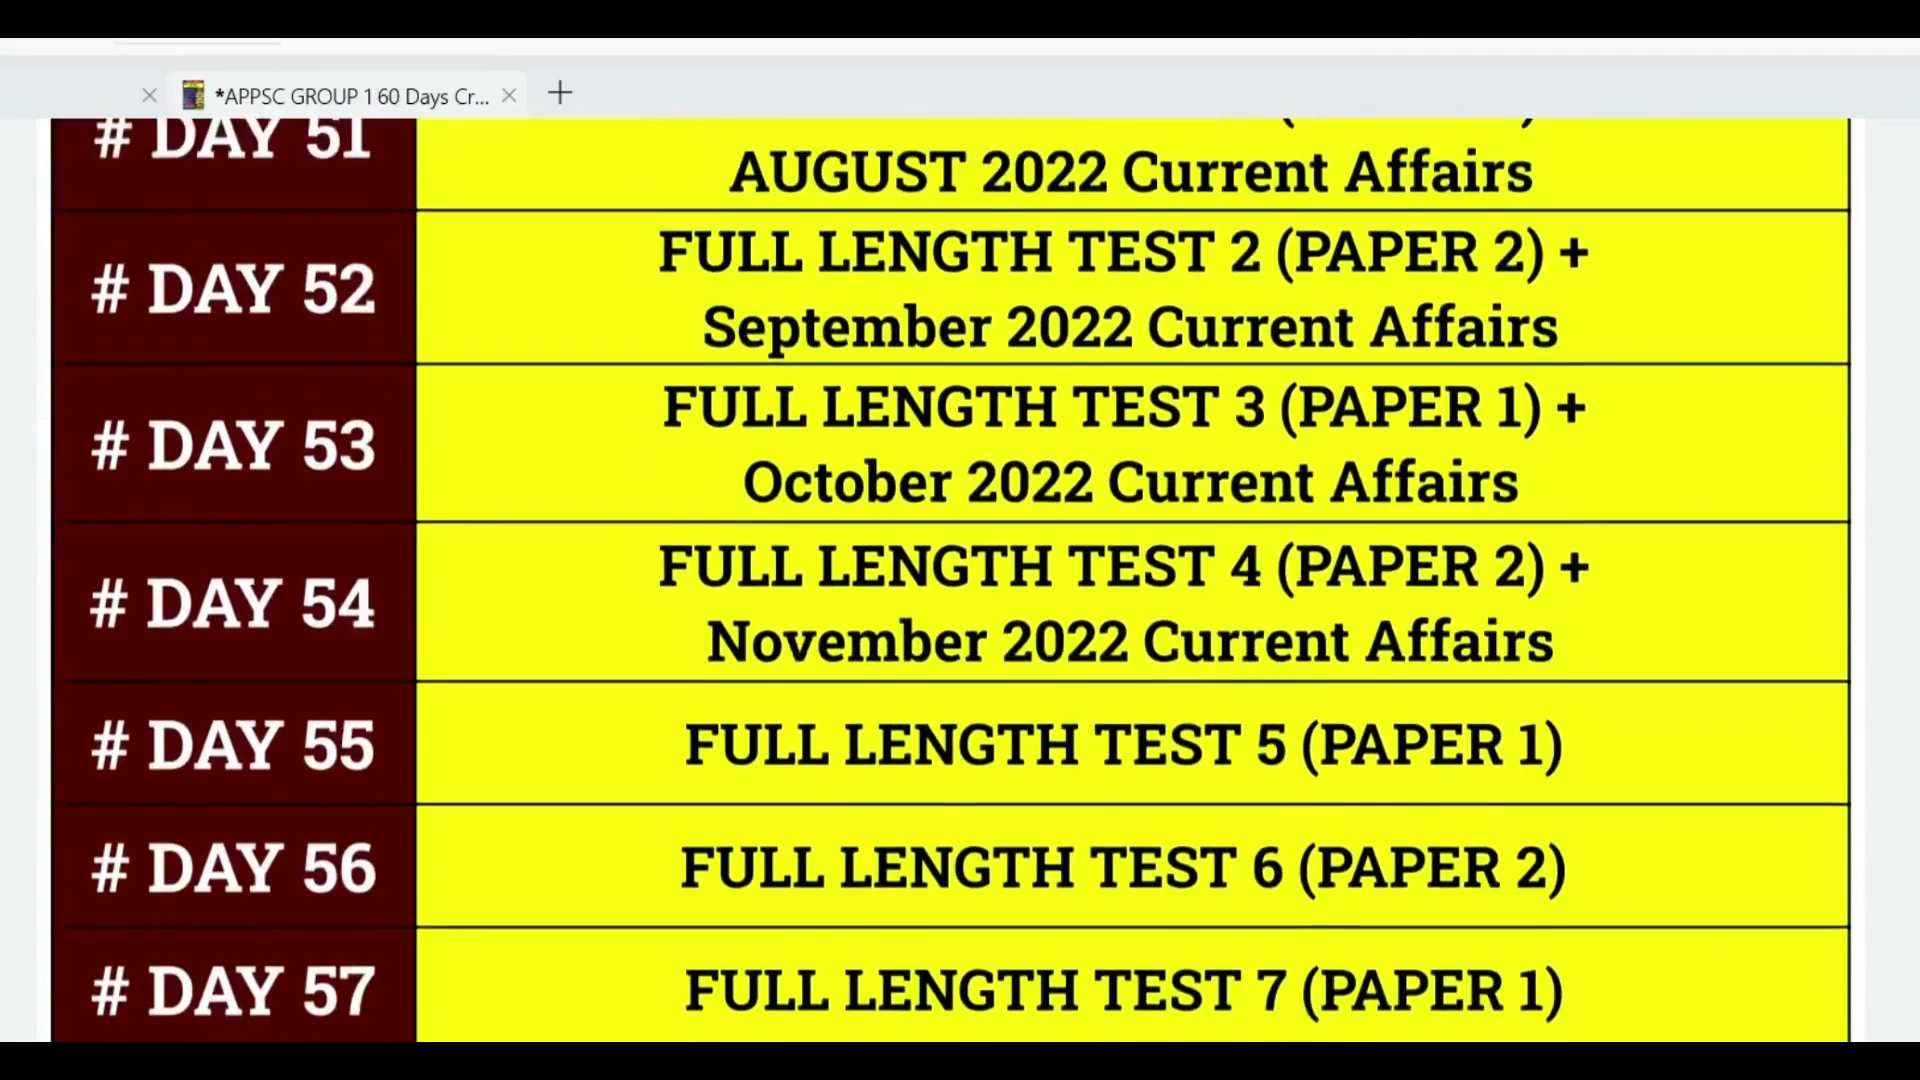 *APPSC GROUP 1 60 Days Cr...
# DAY 51
AUGUST 2022 Current Affairs
# DAY 52
FULL LENGTH TEST 2 (PAPER 2) +
September 2022 Current Affairs
# DAY 53
FULL LENGTH TEST 3 (PAPER 1) +
October 2022 Current Affairs
# DAY 54
FULL LENGTH TEST 4 (PAPER 2) +
November 2022 Current Affairs
# DAY 55
FULL LENGTH TEST 5 (PAPER 1)
# DAY 56
FULL LENGTH TEST 6 (PAPER 2)
# DAY 57
FULL LENGTH TEST 7 (PAPER 1)